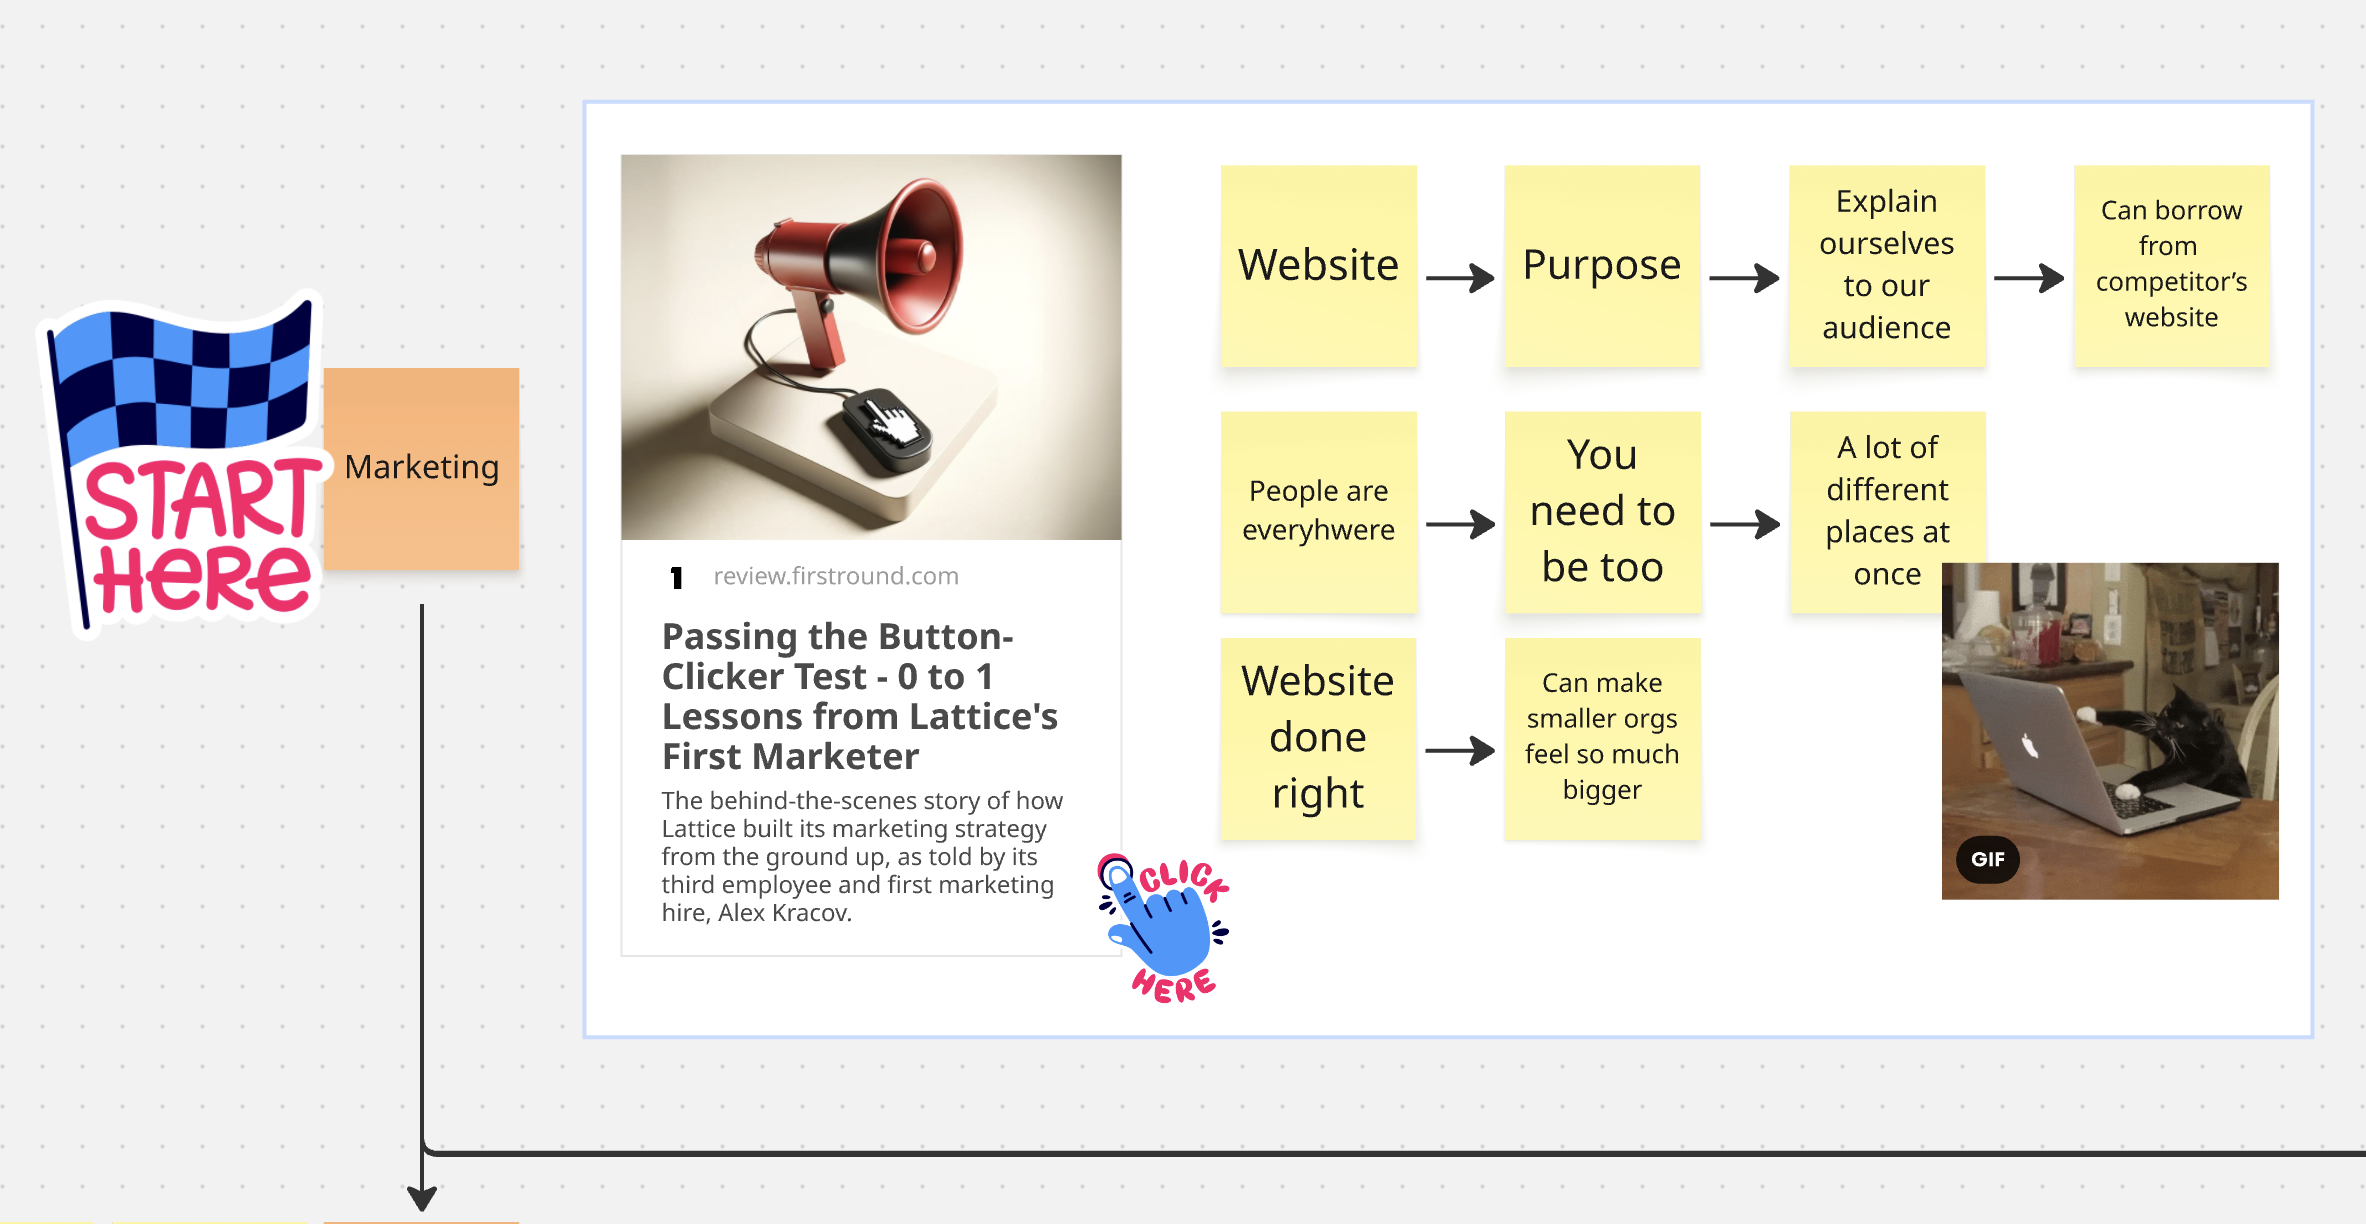 START
HERE
Marketing
1 review.firstround.com
Passing the Button-
Clicker Test - 0 to 1
Lessons from Lattice's
First Marketer
The behind-the-scenes story of how
Lattice built its marketing strategy
from the ground up, as told by its
third employee and first marketing
hire, Alex Kracov.
CLICK
HERE
Website
Purpose
Explain
ourselves
to our
audience
Can borrow
from
competitor’s
website
People are
everyhwere
You
need to
be too
A lot of
different
places at
once
Website
done
right
Can make
smaller orgs
feel so much
bigger
GIF